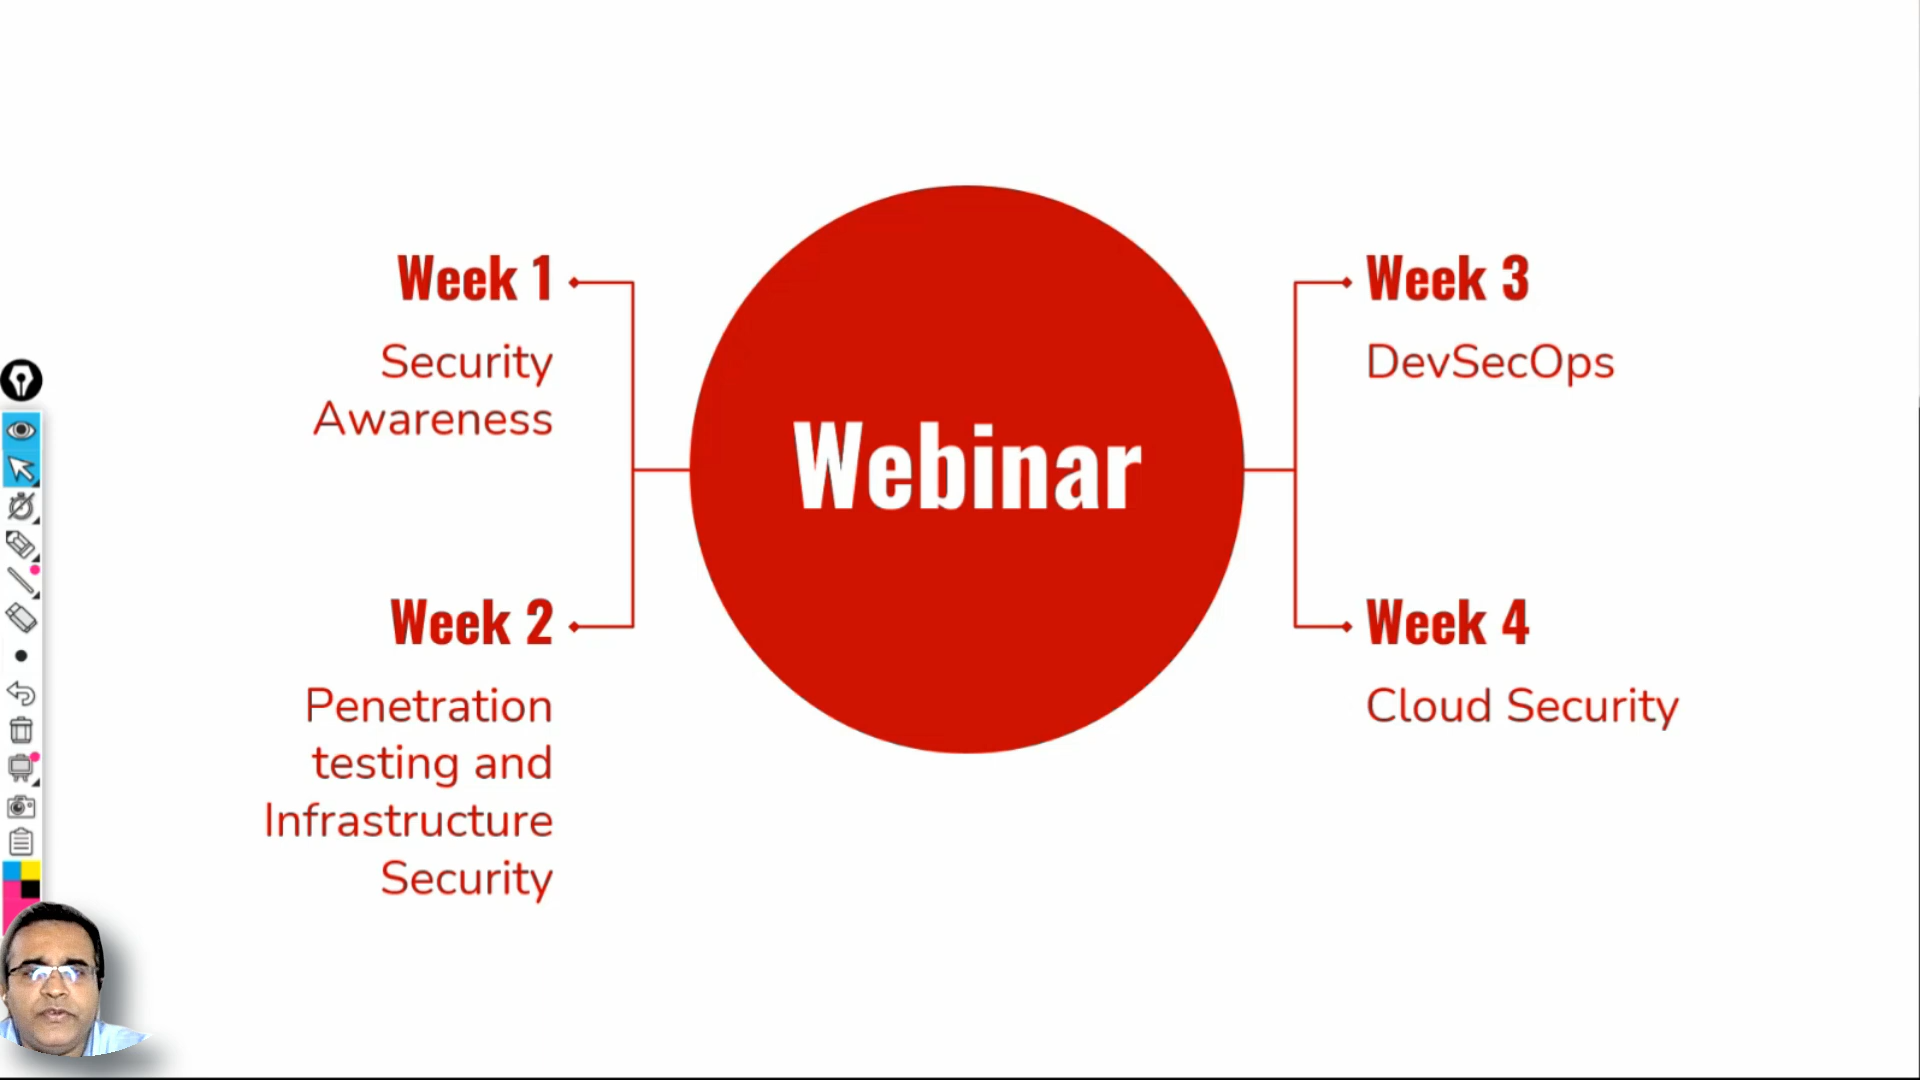 Week 1
Security
Awareness
Week 2
Penetration
testing and
Infrastructure
Security
Webinar
Week 3
DevSecOps
Week 4
Cloud Security